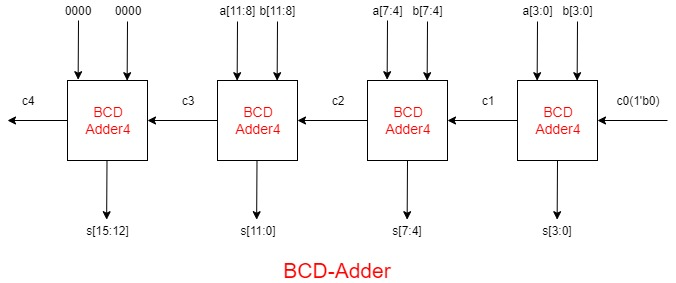 0000 0000 a[11:8] b[11:8] a[7:4] b[7:4] a[3:0] b[3:0]
c4 c3 c2 c1 c0(1'b0)
BCD BCD BCD BCD
Adder4 Adder4 Adder4 Adder4
s[15:12] s[11:0] s[7:4] s[3:0]
BCD-Adder